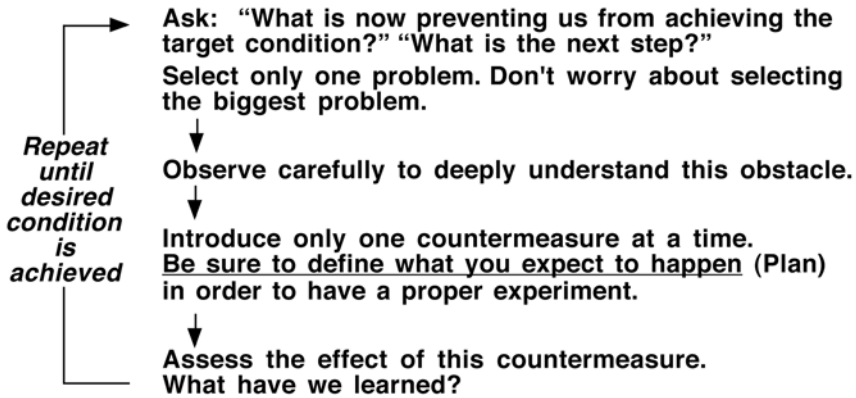 Ask: “What is now preventing us from achieving the
target condition?” “What is the next step?”
Select only one problem. Don't worry about selecting
the biggest problem.
Repeat
until
desired
condition
is
achieved
Observe carefully to deeply understand this obstacle.
Introduce only one countermeasure at a time.
Be sure to define what you expect to happen (Plan)
in order to have a proper experiment.
Assess the effect of this countermeasure.
What have we learned?